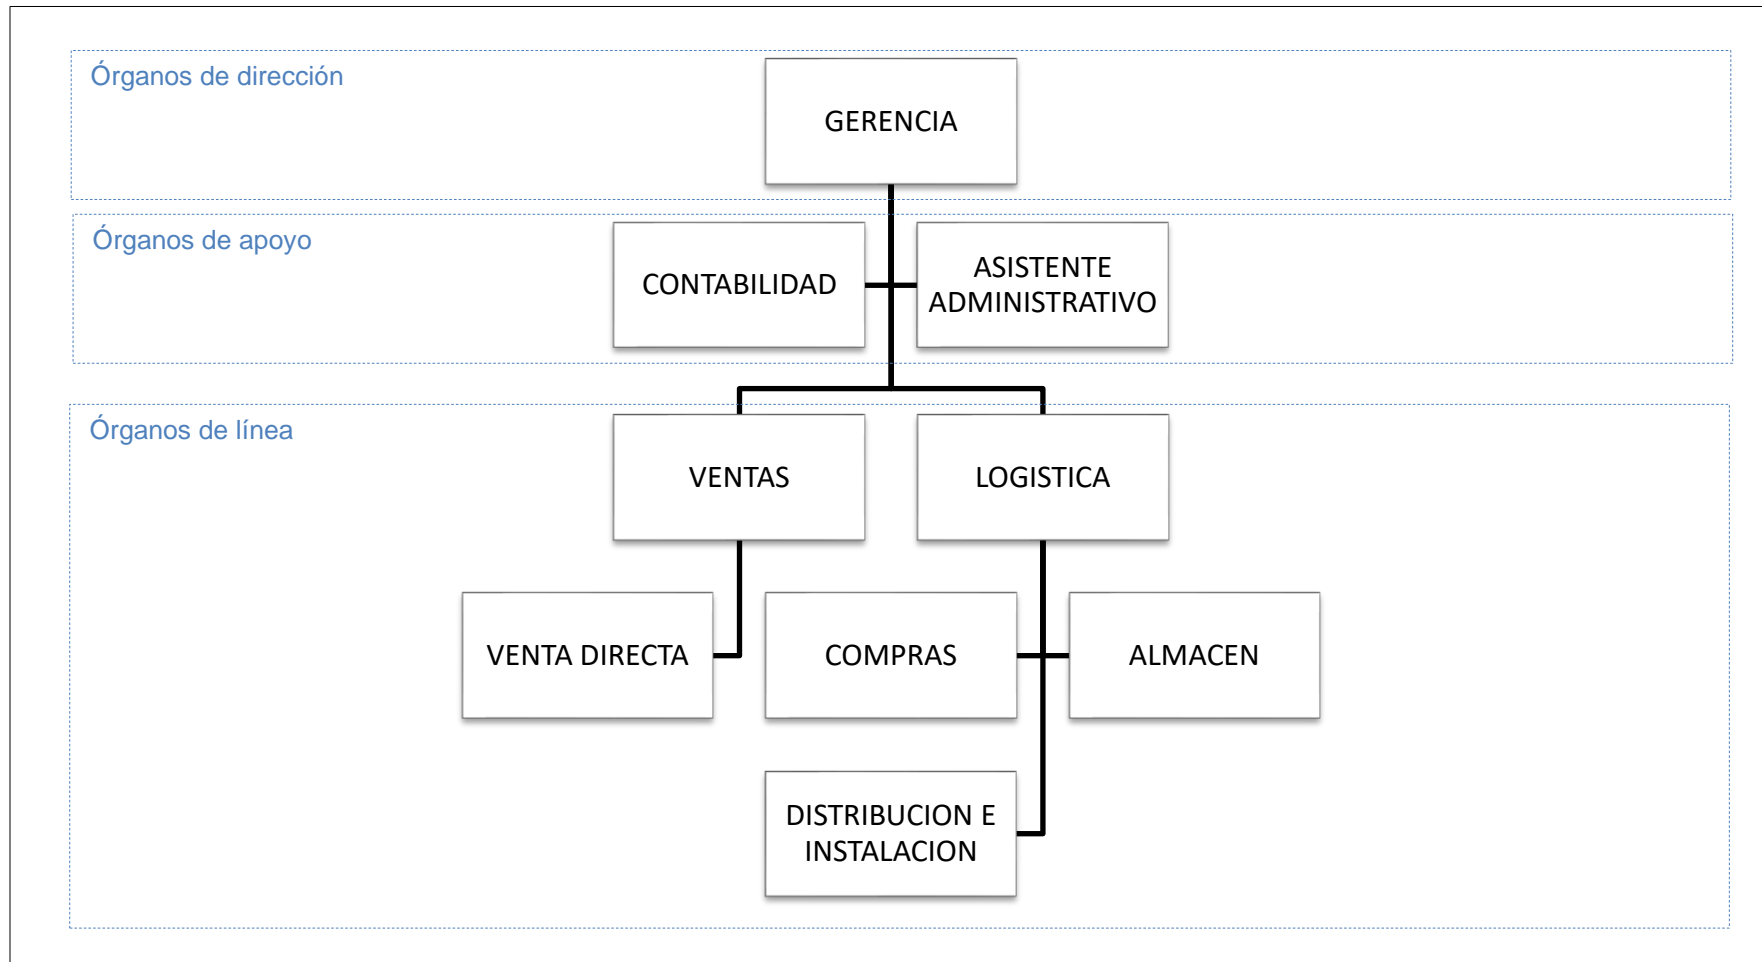 Órganos de dirección
GERENCIA
Órganos de apoyo
CONTABILIDAD
ASISTENTE
ADMINISTRATIVO
Órganos de línea
VENTAS
LOGISTICA
VENTA DIRECTA
COMPRAS
ALMACEN
DISTRIBUCION E
INSTALACION